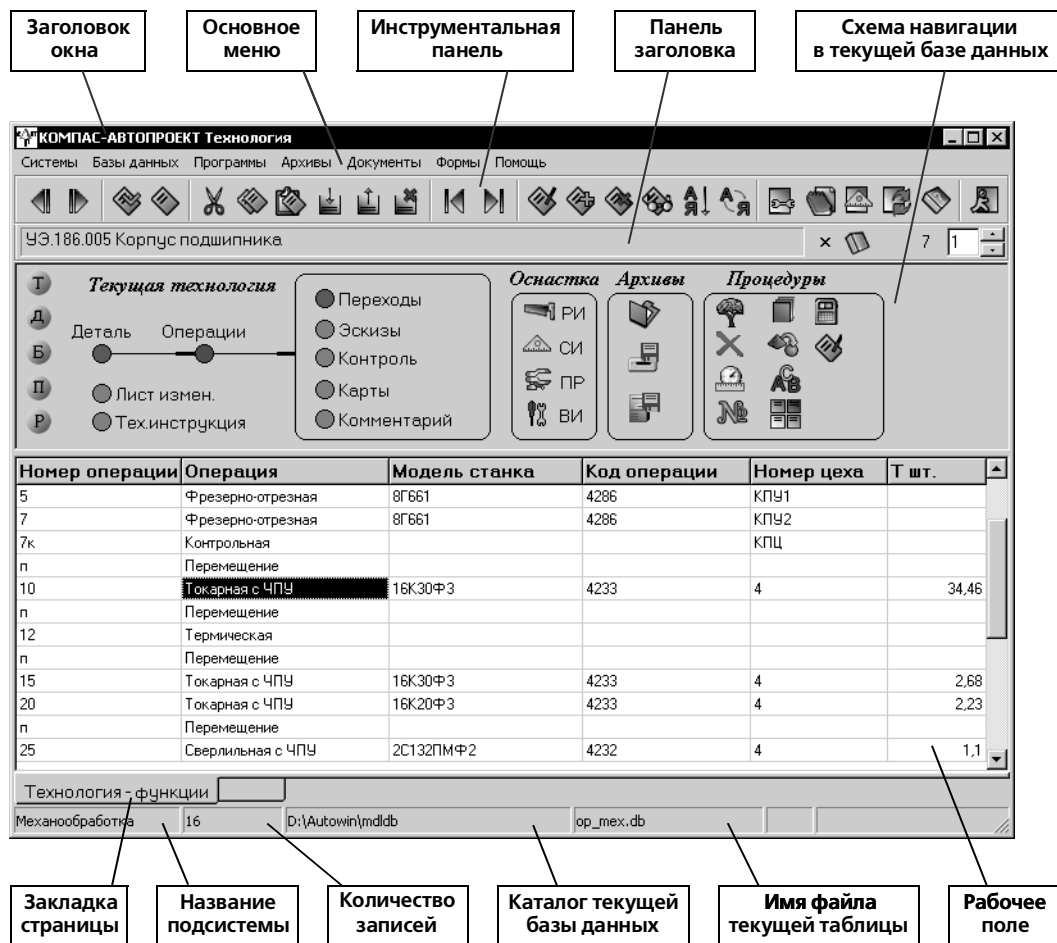 Заголовок окна
Основное меню
Инструментальная панель
Панель заголовка
Схема навигации в текущей базе данных
КОМПАС-АВТОПРОЕКТ Технология
Системы Базы данных Программы Архивы Документы Формы Помощь
УЭ.186.005 Корпус подшипника 7 1
Т Текущая технология Оснастка Архивы Процедуры
Д Деталь Операции Переходы РИ
Б Эскизы СИ
П Лист измен. Контроль ПР
Р Тех.инструкция Карты ВИ
Комментарий
Номер операции Операция Модель станка Код операции Номер цеха Т шт.
5 Фрезерно-отрезная 8Г661 4286 КПУ1
7 Фрезерно-отрезная 8Г661 4286 КПУ2
7к Контрольная КПЦ
п Перемещение
10 Токарная с ЧПУ 16К30Ф3 4233 4 34,46
п Перемещение
12 Термическая
п Перемещение
15 Токарная с ЧПУ 16К30Ф3 4233 4 2,68
20 Токарная с ЧПУ 16К20Ф3 4233 4 2,23
п Перемещение
25 Сверлильная с ЧПУ 2С132ПМФ2 4232 4 1,1
Технология - функции
Механообработка 16 D:\Autowin\mdldb op_mex.db
Закладка страницы
Название подсистемы
Количество записей
Каталог текущей базы данных
Имя файла текущей таблицы
Рабочее поле